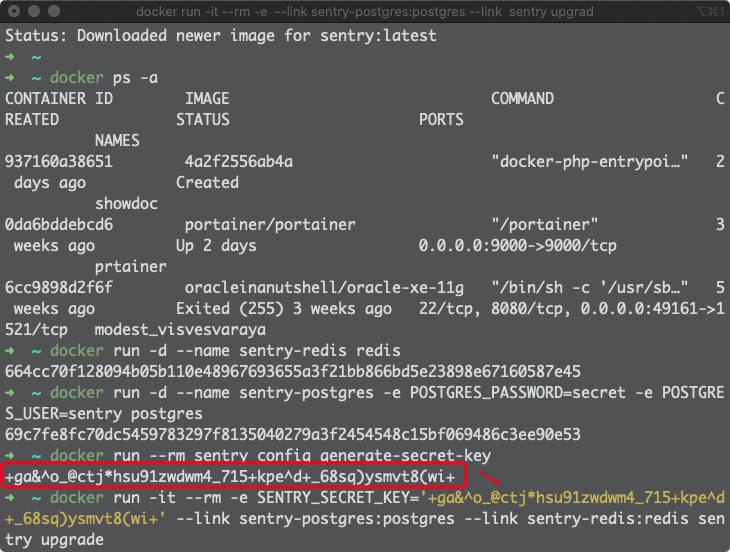 docker run -it --rm -e  --link sentry-postgres:postgres --link  sentry upgrad
⌥⌘1
Status: Downloaded newer image for sentry:latest
➜  ~
➜  ~ docker ps -a
CONTAINER ID        IMAGE                             COMMAND                  C
REATED             STATUS                     PORTS
          NAMES
937160a38651        4a2f2556ab4a                      "docker-php-entrypoi…"   2
 days ago          Created
          showdoc
0da6bddebcd6        portainer/portainer               "/portainer"             3
 weeks ago         Up 2 days                  0.0.0.0:9000->9000/tcp
          prtainer
6cc9898d2f6f        oracleinanutshell/oracle-xe-11g   "/bin/sh -c '/usr/sb…"   5
 weeks ago         Exited (255) 3 weeks ago   22/tcp, 8080/tcp, 0.0.0.0:49161->1
521/tcp   modest_visvesvaraya
➜  ~ docker run -d --name sentry-redis redis
664cc70f128094b05b110e48967693655a3f21bb866bd5e23898e67160587e45
➜  ~ docker run -d --name sentry-postgres -e POSTGRES_PASSWORD=secret -e POSTGRE
S_USER=sentry postgres
69c7fe8fc70dc5459783297f8135040279a3f2454548c15bf069486c3ee90e53
➜  ~ docker run --rm sentry config generate-secret-key
+ga&^o_@ctj*hsu91zwdwm4_715+kpe^d+_68sq)ysmvt8(wi+
➜  ~ docker run -it --rm -e SENTRY_SECRET_KEY='+ga&^o_@ctj*hsu91zwdwm4_715+kpe^d
+_68sq)ysmvt8(wi+' --link sentry-postgres:postgres --link sentry-redis:redis sen
try upgrade